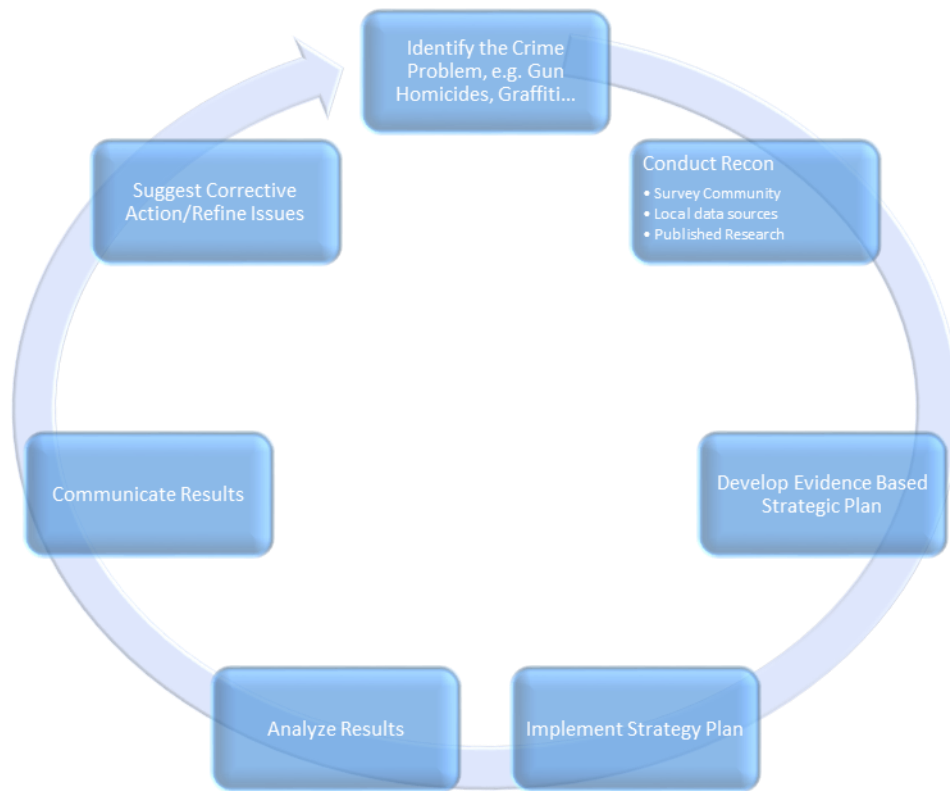 Identify the Crime
Problem, e.g. Gun
Homicides, Graffiti...
Conduct Recon
• Survey Community
• Local data sources
• Published Research
Develop Evidence Based
Strategic Plan
Implement Strategy Plan
Analyze Results
Communicate Results
Suggest Corrective
Action/Refine Issues